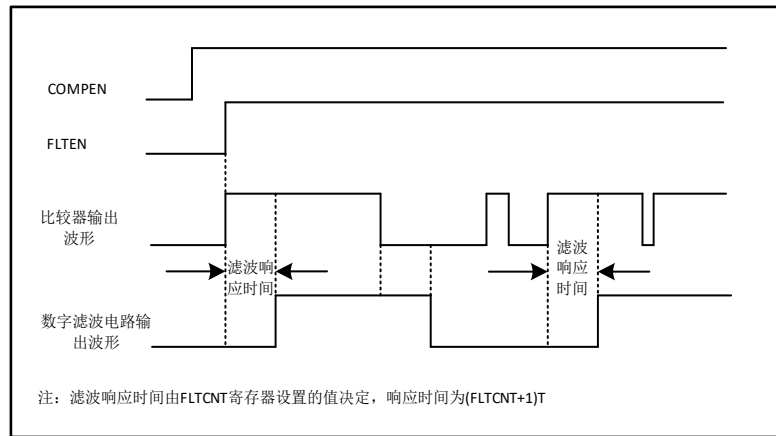 COMPEN
FLTEN
比较器输出
波形
滤波响
应时间
滤波
响应
时间
数字滤波电路输
出波形
注：滤波响应时间由FLTCNT寄存器设置的值决定，响应时间为(FLTCNT+1)T